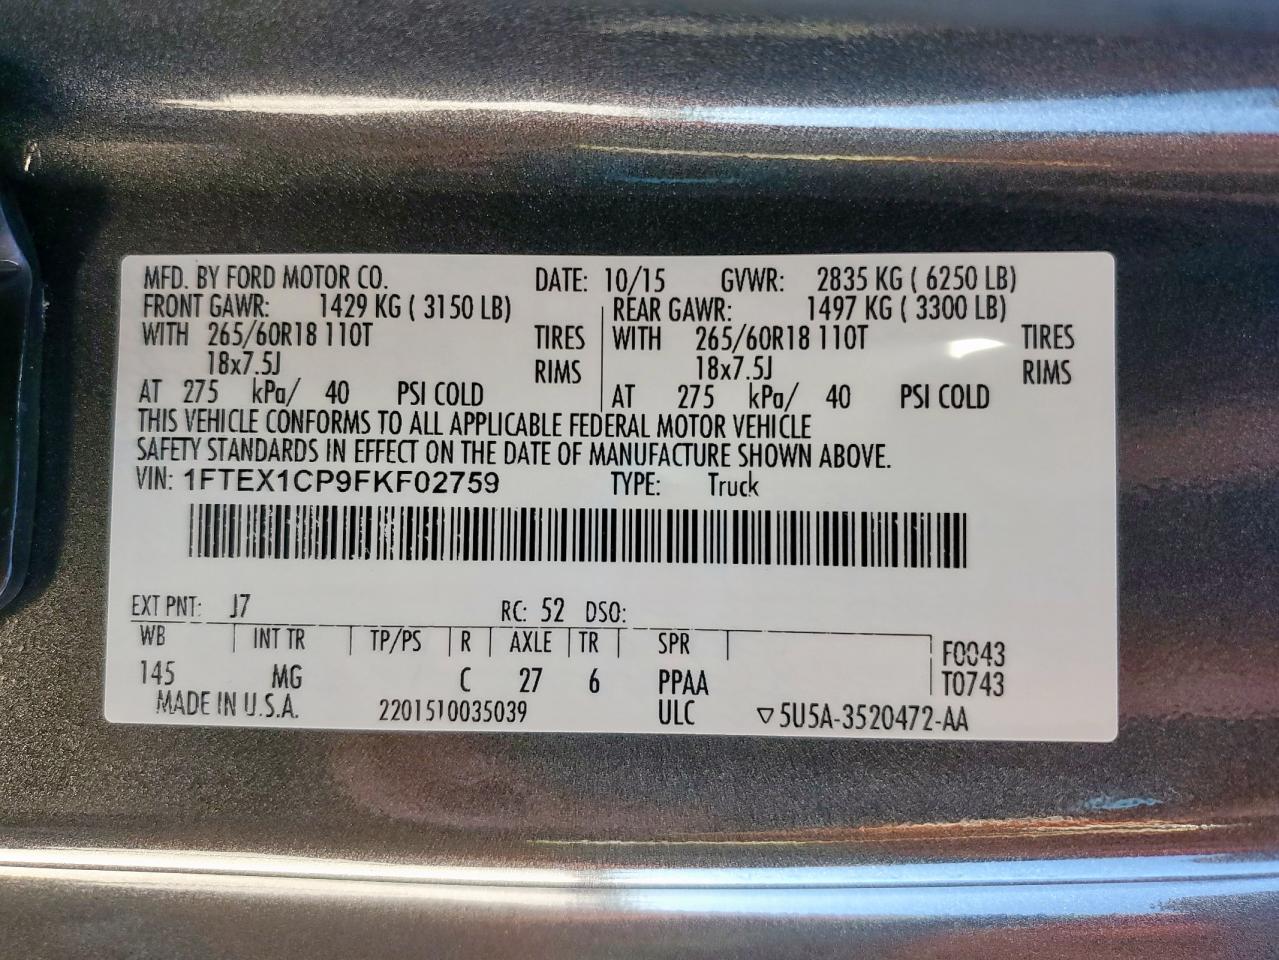 MFD. BY FORD MOTOR CO. DATE: 10/15 GVWR: 2835 KG ( 6250 LB)
FRONT GAWR: 1429 KG ( 3150 LB) REAR GAWR: 1497 KG ( 3300 LB)
WITH 265/60R18 110T TIRES WITH 265/60R18 110T TIRES
18x7.5J RIMS 18x7.5J RIMS
AT 275 kPa/ 40 PSI COLD AT 275 kPa/ 40 PSI COLD
THIS VEHICLE CONFORMS TO ALL APPLICABLE FEDERAL MOTOR VEHICLE
SAFETY STANDARDS IN EFFECT ON THE DATE OF MANUFACTURE SHOWN ABOVE.
VIN: 1FTEX1CP9FKF02759 TYPE: Truck
EXT PNT: J7 RC: 52 DSO:
WB INT TR TP/PS R AXLE TR SPR F0043
145 MG C 27 6 PPAA T0743
MADE IN U.S.A. 2201510035039 ULC ▽5U5A-3520472-AA